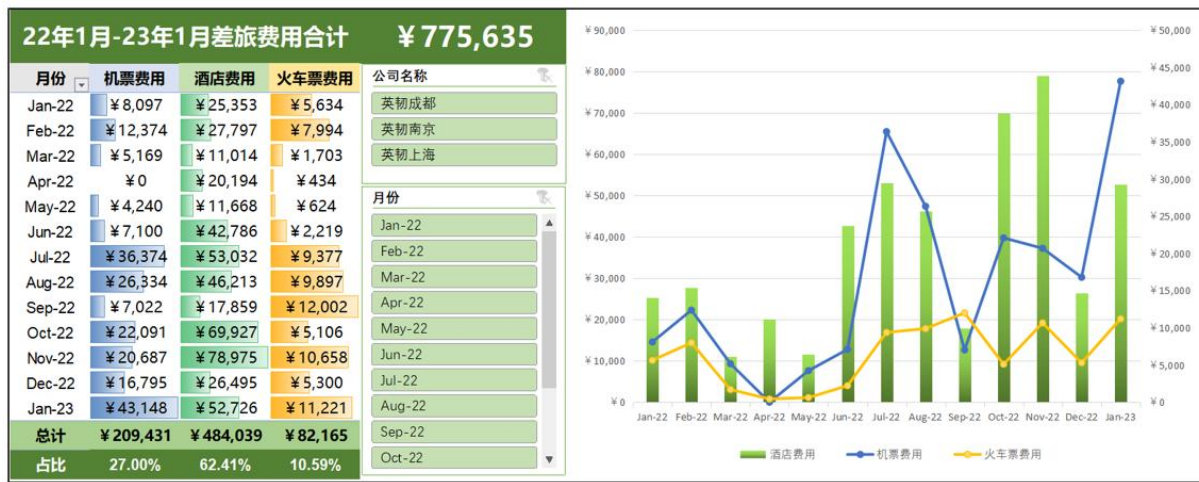 22年1月-23年1月差旅费用合计 ￥775,635
月份 机票费用 酒店费用 火车票费用
Jan-22 ￥8,097 ￥25,353 ￥5,634
Feb-22 ￥12,374 ￥27,797 ￥7,994
Mar-22 ￥5,169 ￥11,014 ￥1,703
Apr-22 ￥0 ￥20,194 ￥434
May-22 ￥4,240 ￥11,668 ￥624
Jun-22 ￥7,100 ￥42,786 ￥2,219
Jul-22 ￥36,374 ￥53,032 ￥9,377
Aug-22 ￥26,334 ￥46,213 ￥9,897
Sep-22 ￥7,022 ￥17,859 ￥12,002
Oct-22 ￥22,091 ￥69,927 ￥5,106
Nov-22 ￥20,687 ￥78,975 ￥10,658
Dec-22 ￥16,795 ￥26,495 ￥5,300
Jan-23 ￥43,148 ￥52,726 ￥11,221
总计 ￥209,431 ￥484,039 ￥82,165
占比 27.00% 62.41% 10.59%
公司名称
英韧成都
英韧南京
英韧上海
月份
Jan-22
Feb-22
Mar-22
Apr-22
May-22
Jun-22
Jul-22
Aug-22
Sep-22
Oct-22
￥90,000
￥80,000
￥70,000
￥60,000
￥50,000
￥40,000
￥30,000
￥20,000
￥10,000
￥0
￥50,000
￥45,000
￥40,000
￥35,000
￥30,000
￥25,000
￥20,000
￥15,000
￥10,000
￥5,000
￥0
Jan-22 Feb-22 Mar-22 Apr-22 May-22 Jun-22 Jul-22 Aug-22 Sep-22 Oct-22 Nov-22 Dec-22 Jan-23
酒店费用 机票费用 火车票费用